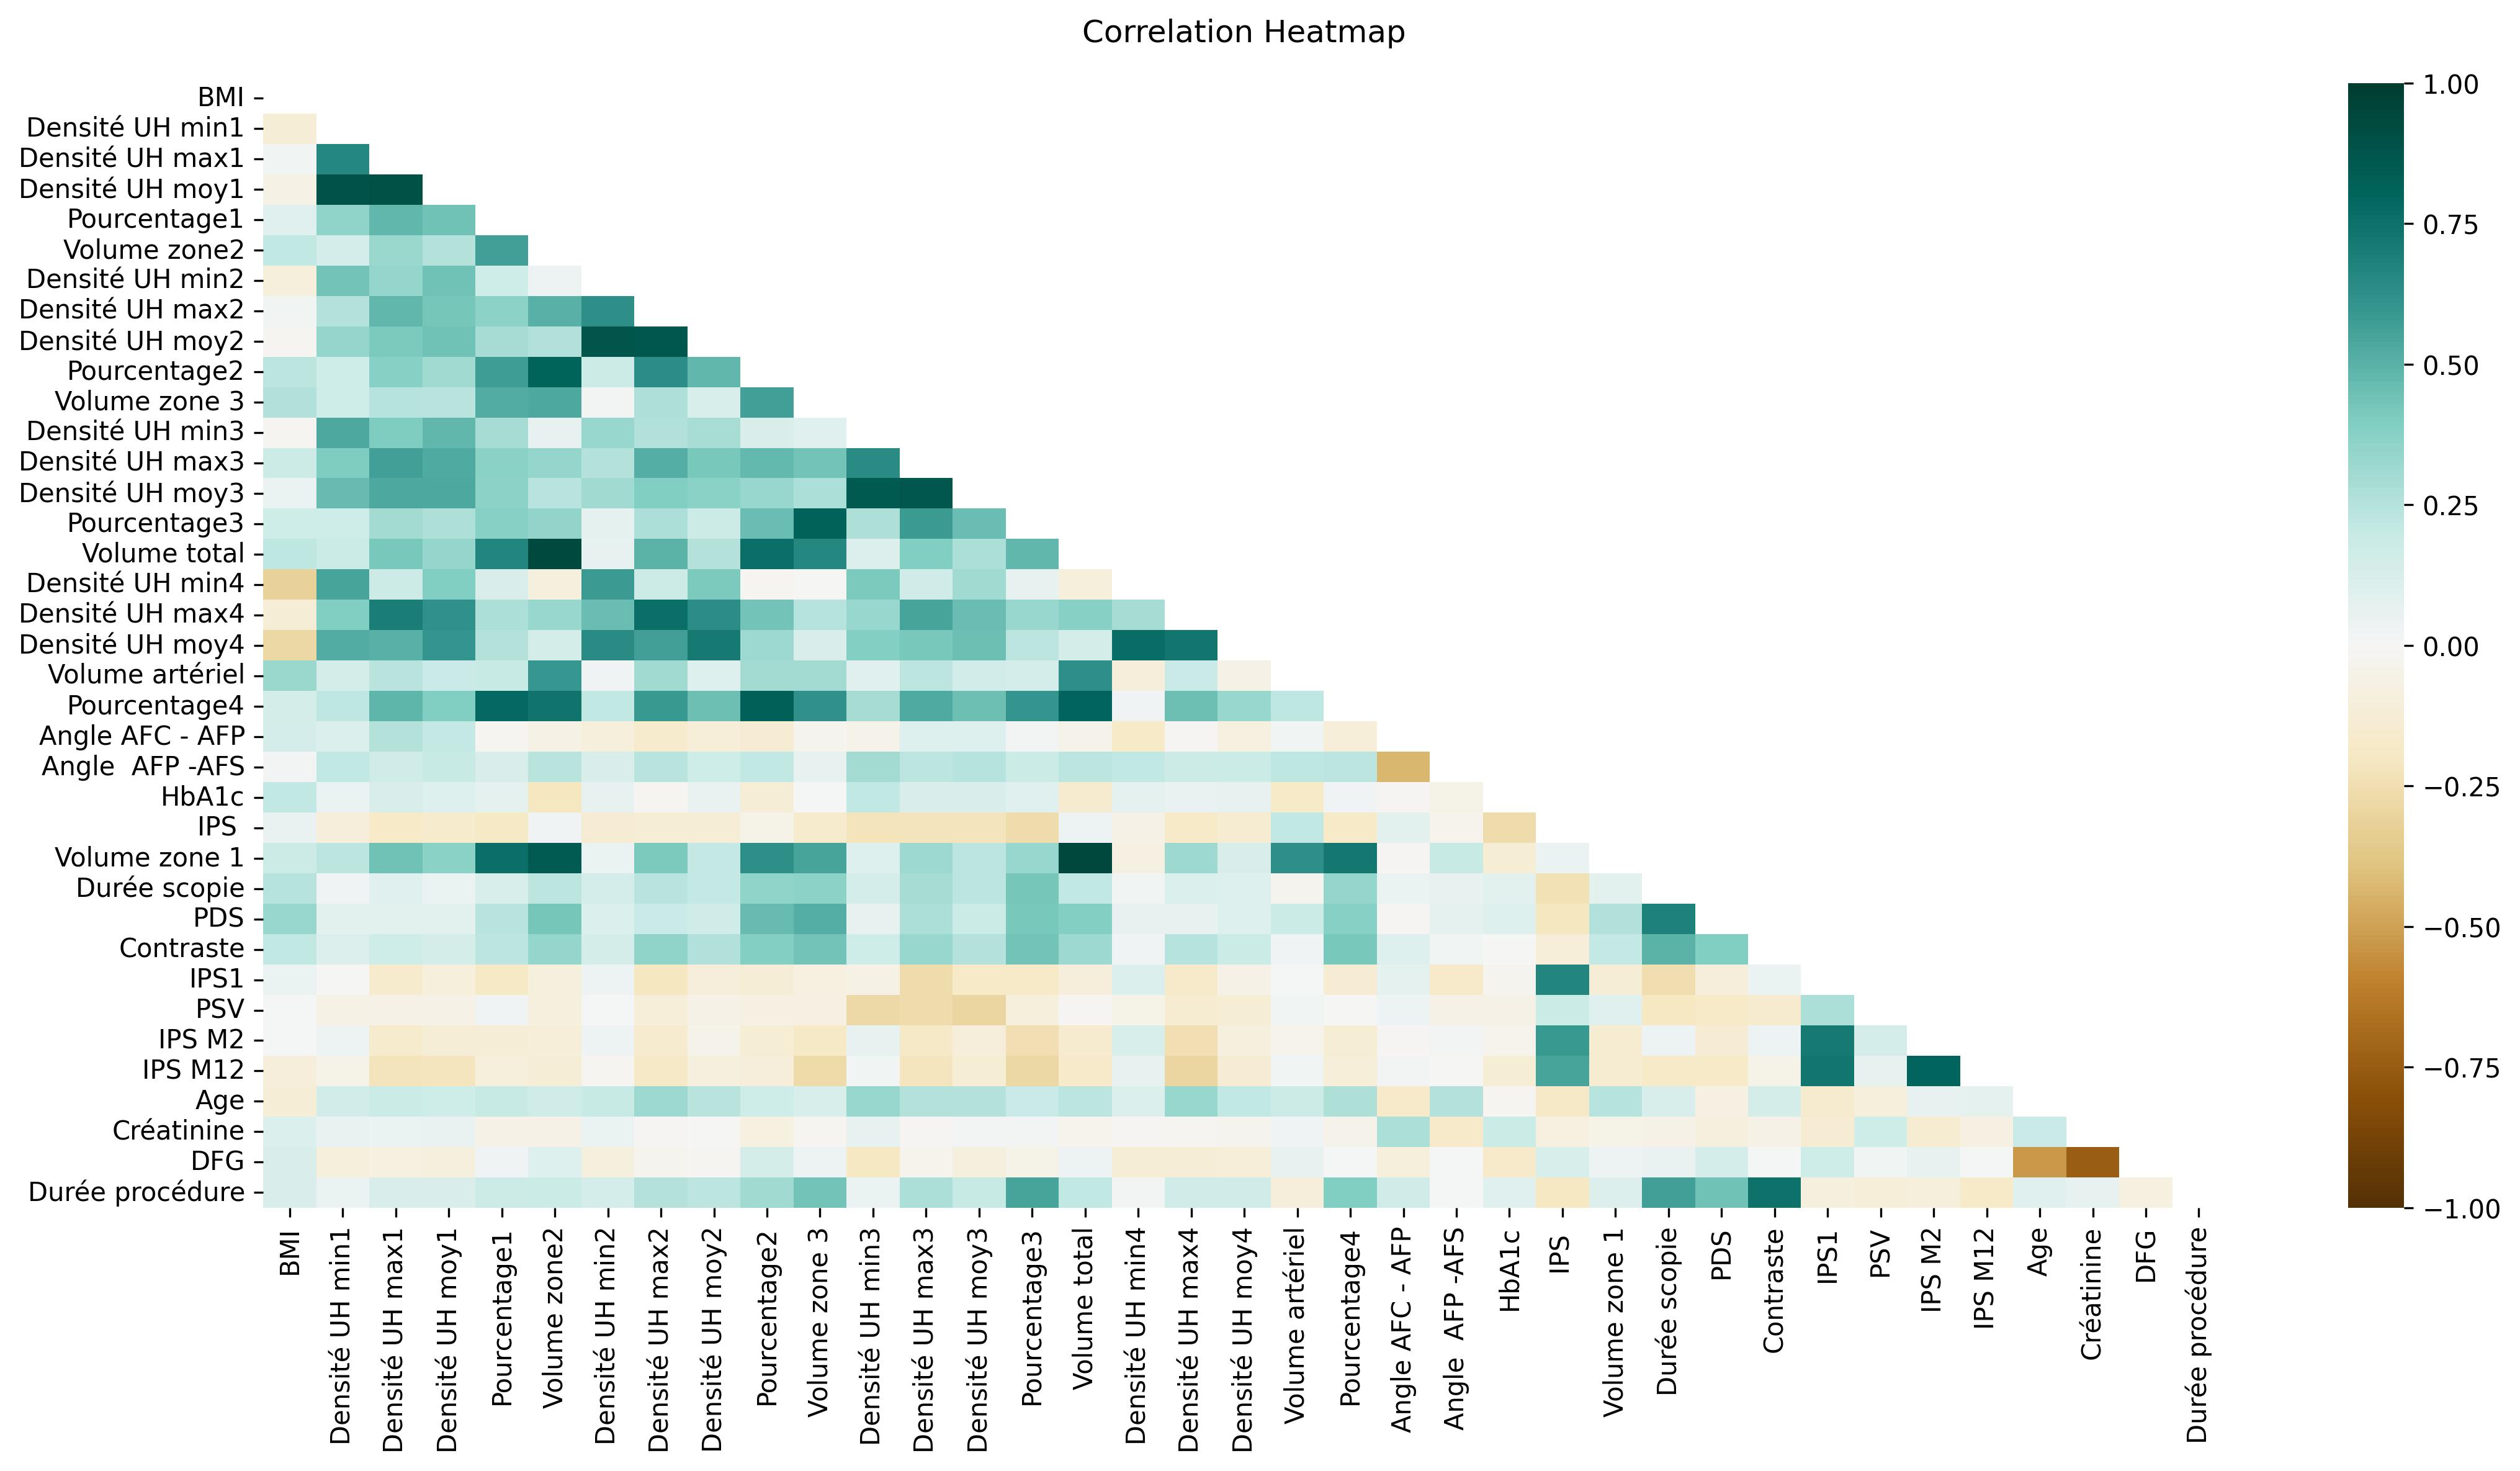 Correlation Heatmap
BMI
Densité UH min1
Densité UH max1
Densité UH moy1
Pourcentage1
Volume zone2
Densité UH min2
Densité UH max2
Densité UH moy2
Pourcentage2
Volume zone 3
Densité UH min3
Densité UH max3
Densité UH moy3
Pourcentage3
Volume total
Densité UH min4
Densité UH max4
Densité UH moy4
Volume artériel
Pourcentage4
Angle AFC - AFP
Angle  AFP -AFS
HbA1c
IPS
Volume zone 1
Durée scopie
PDS
Contraste
IPS1
PSV
IPS M2
IPS M12
Age
Créatinine
DFG
Durée procédure
BMI
Densité UH min1
Densité UH max1
Densité UH moy1
Pourcentage1
Volume zone2
Densité UH min2
Densité UH max2
Densité UH moy2
Pourcentage2
Volume zone 3
Densité UH min3
Densité UH max3
Densité UH moy3
Pourcentage3
Volume total
Densité UH min4
Densité UH max4
Densité UH moy4
Volume artériel
Pourcentage4
Angle AFC - AFP
Angle  AFP -AFS
HbA1c
IPS
Volume zone 1
Durée scopie
PDS
Contraste
IPS1
PSV
IPS M2
IPS M12
Age
Créatinine
DFG
Durée procédure
1.00
0.75
0.50
0.25
0.00
−0.25
−0.50
−0.75
−1.00